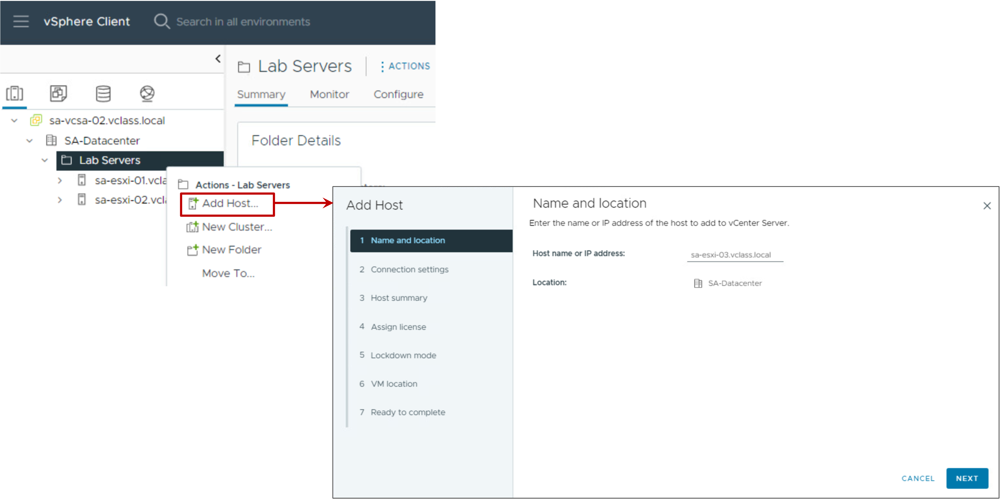 vSphere Client
Search in all environments
Lab Servers
ACTIONS
Summary Monitor Configure
sa-vcsa-02.vclass.local
SA-Datacenter
Lab Servers
sa-esxi-01.vcla
sa-esxi-02.vcl
Folder Details
Actions - Lab Servers
Add Host...
New Cluster...
New Folder
Move To...
Add Host
1 Name and location
2 Connection settings
3 Host summary
4 Assign license
5 Lockdown mode
6 VM location
7 Ready to complete
Name and location
Enter the name or IP address of the host to add to vCenter Server.
Host name or IP address: sa-esxi-03.vclass.local
Location: SA-Datacenter
CANCEL NEXT